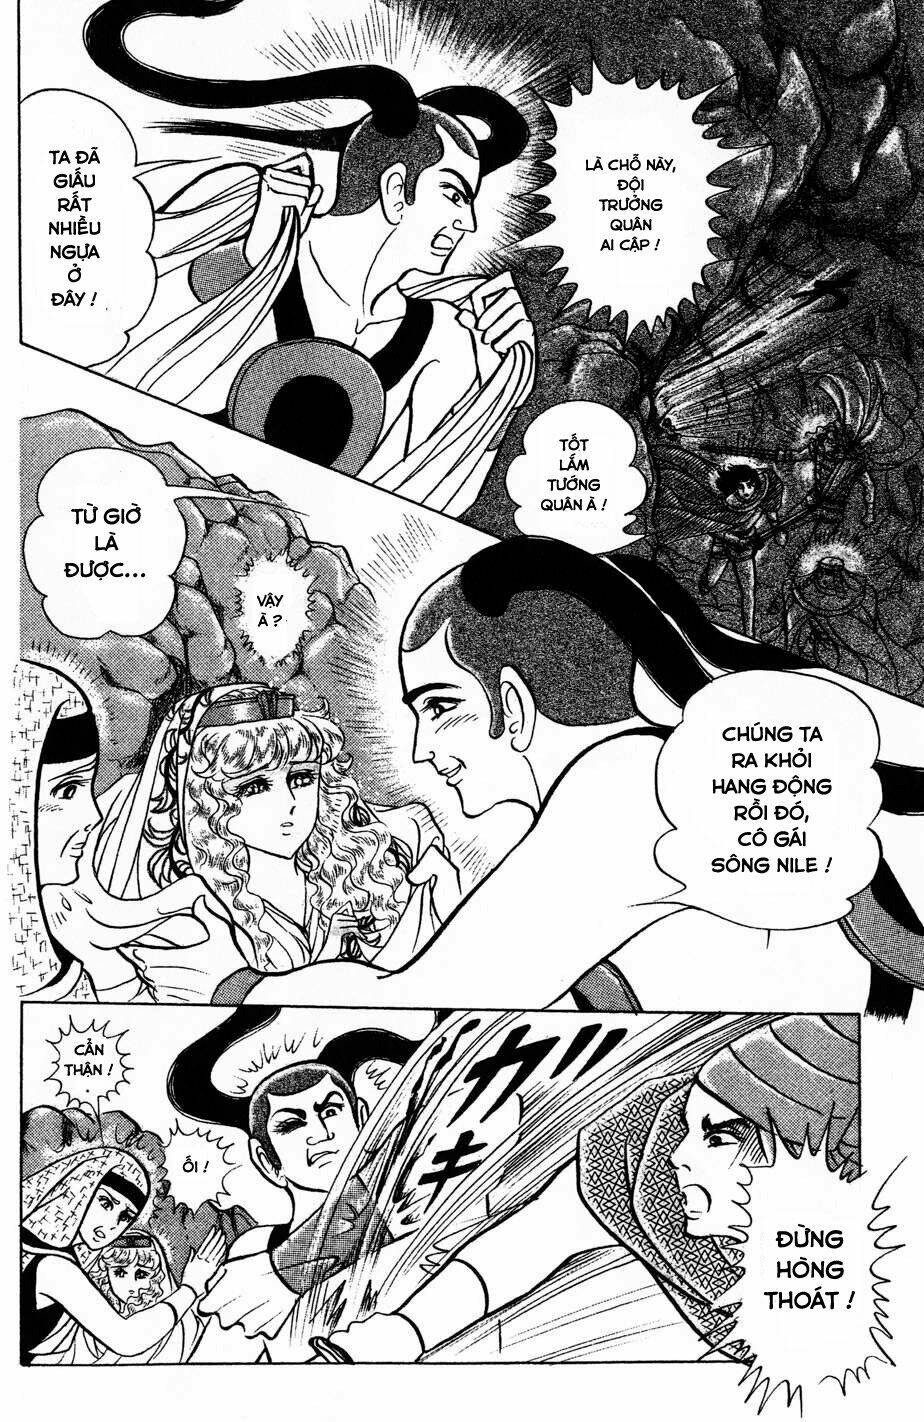 LÀ CHỖ NÀY,
ĐỘI
TRƯỞNG
QUÂN
AI CẬP !
TA ĐÃ
GIẤU
RẤT
NHIỀU
NGỰA
Ở
ĐÂY !
TỐT
LẮM
TƯỚNG
QUÂN À !
TỪ GIỜ
LÀ
ĐƯỢC...
VẬY
À ?
CHÚNG TA
RA KHỎI
HANG ĐỘNG
RỒI ĐÓ,
CÔ GÁI
SÔNG NILE !
CẨN
THẬN !
ỐI !
ガキ
ĐỪNG
HÒNG
THOÁT !